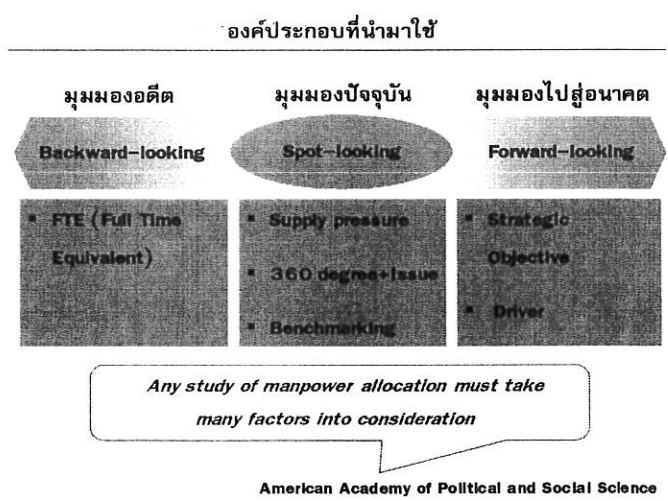 องค์ประกอบที่นำมาใช้
มุมมองอดีต
มุมมองปัจจุบัน
มุมมองไปสู่อนาคต
Backward-looking
Spot-looking
Forward-looking
▪ FTE (Full Time
Equivalent)
▪ Supply pressure
▪ 360 degree+Issue
▪ Benchmarking
▪ Strategic
Objective
▪ Driver
Any study of manpower allocation must take
many factors into consideration
American Academy of Political and Social Science